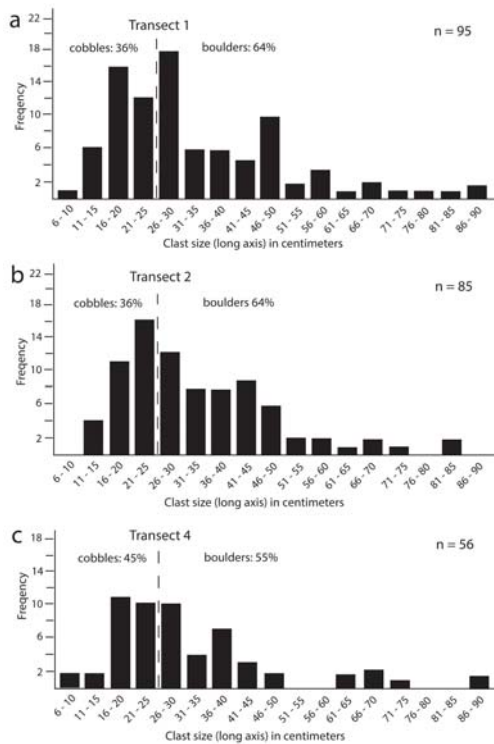 a
Transect 1
cobbles: 36%
boulders: 64%
n = 95
Freqency
22
18
14
10
6
2
6 - 10
11 - 15
16 - 20
21 - 25
26 - 30
31 - 35
36 - 40
41 - 45
46 - 50
51 - 55
56 - 60
61 - 65
66 - 70
71 - 75
76 - 80
81 - 85
86 - 90
Clast size (long axis) in centimeters
b
Transect 2
cobbles: 36%
boulders 64%
n = 85
Freqency
22
18
14
10
6
2
6 - 10
11 - 15
16 - 20
21 - 25
26 - 30
31 - 35
36 - 40
41 - 45
46 - 50
51 - 55
56 - 60
61 - 65
66 - 70
71 - 75
76 - 80
81 - 85
86 - 90
Clast size (long axis) in centimeters
c
Transect 4
cobbles: 45%
boulders: 55%
n = 56
Freqency
18
14
10
6
2
6 - 10
11 - 15
16 - 20
21 - 25
26 - 30
31 - 35
36 - 40
41 - 45
46 - 50
51 - 55
56 - 60
61 - 65
66 - 70
71 - 75
76 - 80
81 - 85
86 - 90
Clast size (long axis) in centimeters